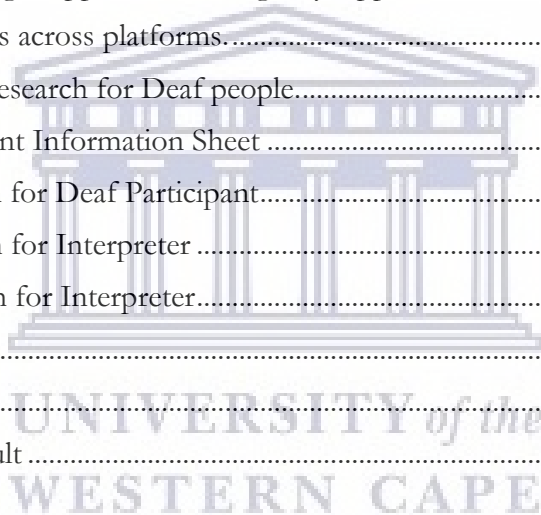 s across platforms.
esearch for Deaf people
nt Information Sheet
for Deaf Participant
for Interpreter
n for Interpreter
UNIVERSITY of the
ult
WESTERN CAPE